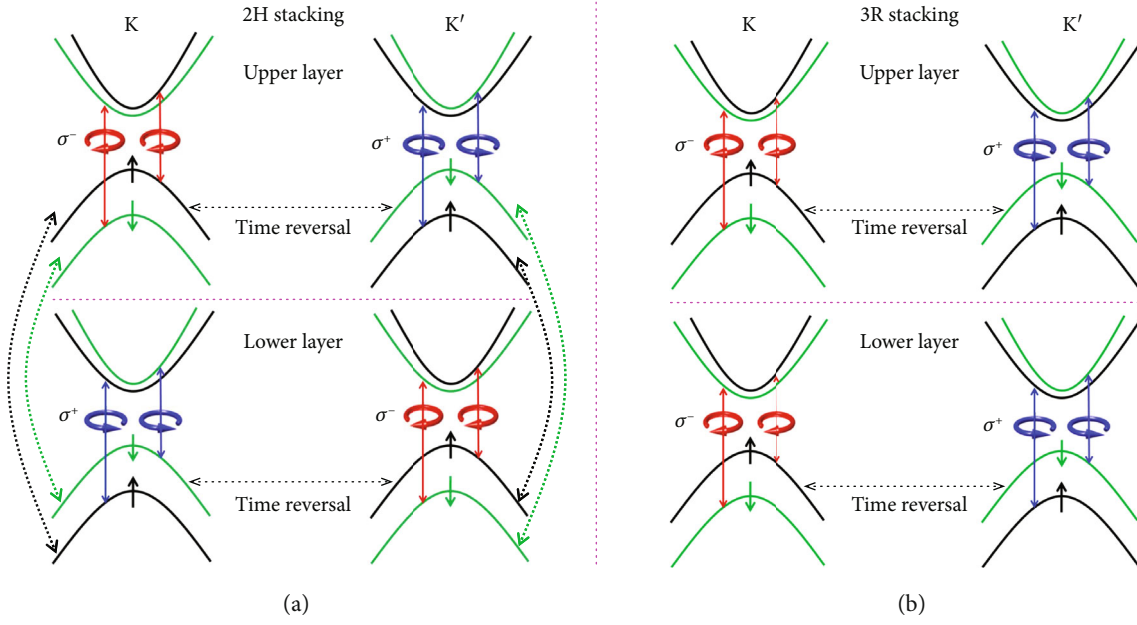 2H stacking
K
K′
Upper layer
σ−
σ+
Time reversal
Lower layer
σ+
σ−
Time reversal
(a)
3R stacking
K
K′
Upper layer
σ−
σ+
Time reversal
Lower layer
σ−
σ+
Time reversal
(b)